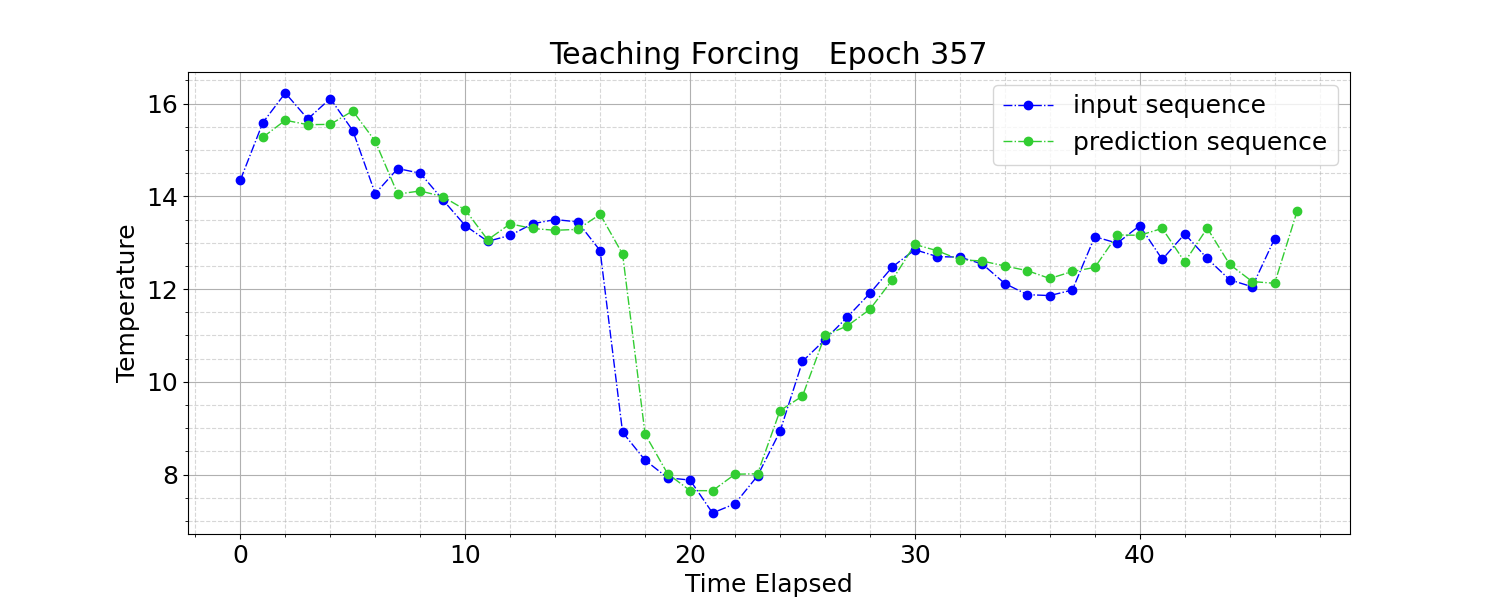 Teaching Forcing   Epoch 357
input sequence
prediction sequence
Temperature
16
14
12
10
8
0 10 20 30 40
Time Elapsed